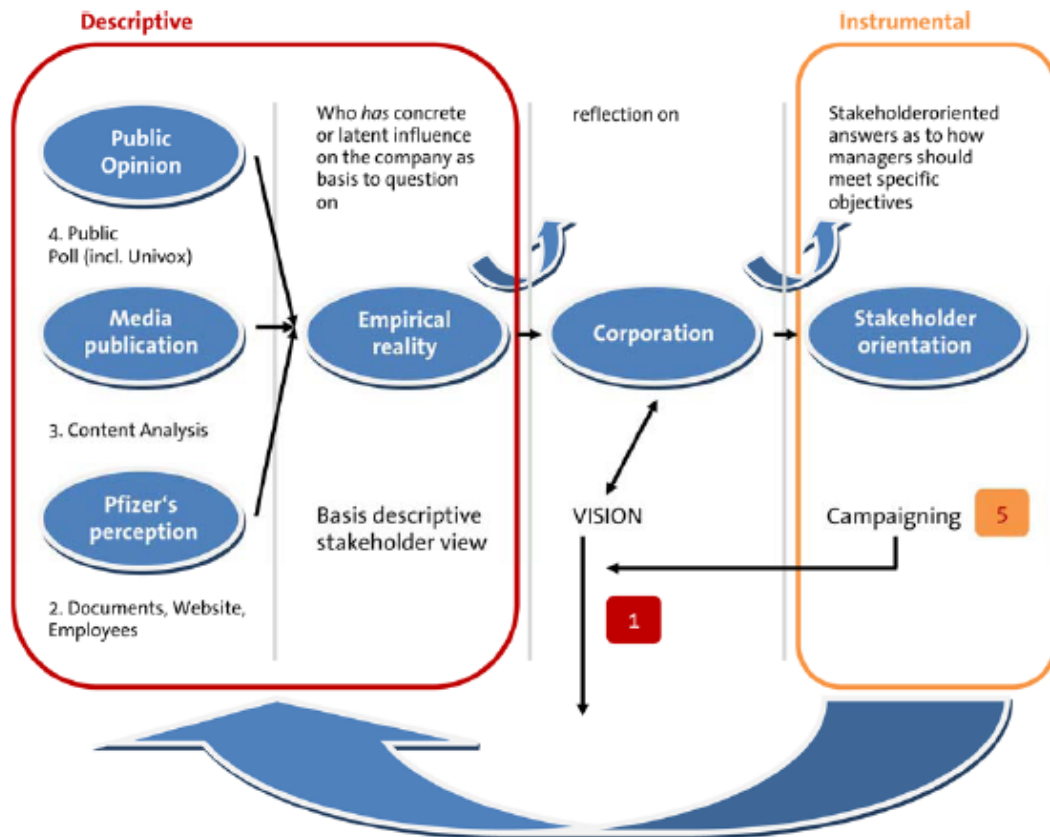 Descriptive
Instrumental
Public
Opinion
4. Public
Poll (incl. Univox)
Media
publication
3. Content Analysis
Pfizer's
perception
2. Documents, Website,
Employees
Who has concrete
or latent influence
on the company as
basis to question
on
Empirical
reality
Basis descriptive
stakeholder view
reflection on
Corporation
VISION
1
Stakeholderoriented
answers as to how
managers should
meet specific
objectives
Stakeholder
orientation
Campaigning
5